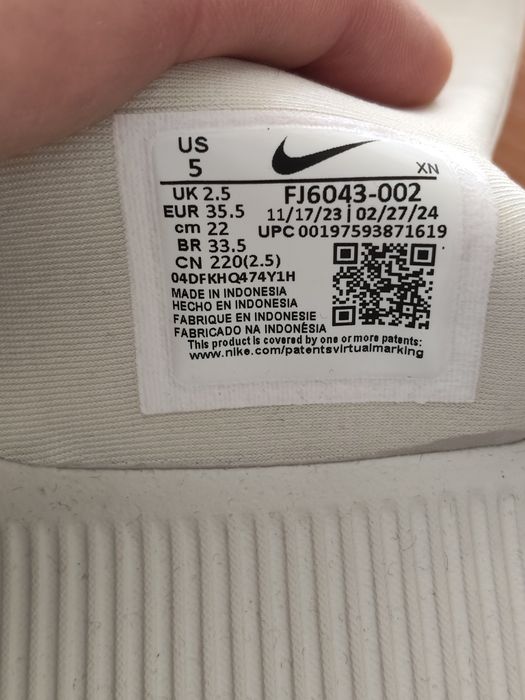 US
5
XN
UK 2.5
EUR 35.5
cm 22
BR 33.5
CN 220(2.5)
FJ6043-002
11/17/23 | 02/27/24
UPC 00197593871619
04DFKHQ474Y1H
MADE IN INDONESIA
HECHO EN INDONESIA
FABRIQUE EN INDONESIE
FABRICADO NA INDONÉSIA
This product is covered by one or more patents:
www.nike.com/patentsvirtualmarking